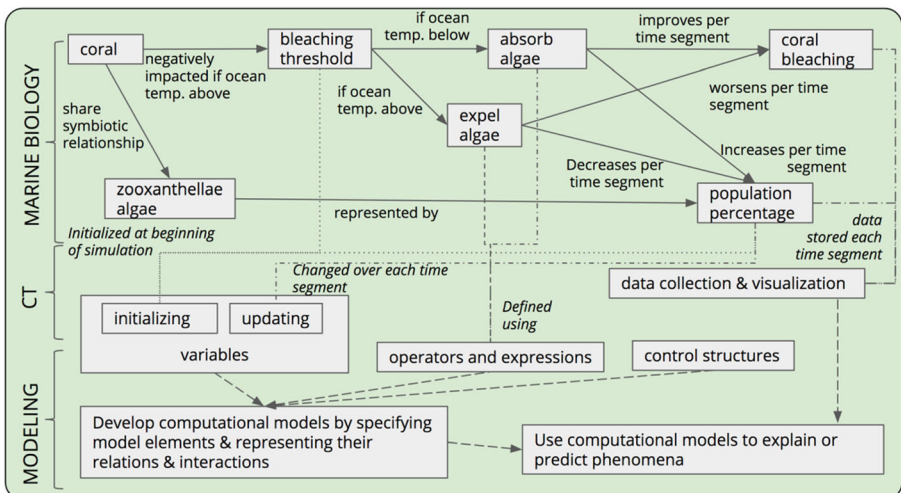 MARINE BIOLOGY
coral
negatively
impacted if ocean
temp. above
bleaching
threshold
if ocean
temp. below
absorb
algae
improves per
time segment
coral
bleaching
share
symbiotic
relationship
if ocean
temp. above
expel
algae
worsens per time
segment
Decreases per
time segment
Increases per time
segment
zooxanthellae
algae
represented by
population
percentage
Initialized at beginning
of simulation
data
stored each
time segment
CT
Changed over each time
segment
data collection & visualization
initializing
updating
variables
Defined
using
operators and expressions
control structures
MODELING
Develop computational models by specifying
model elements & representing their
relations & interactions
Use computational models to explain or
predict phenomena